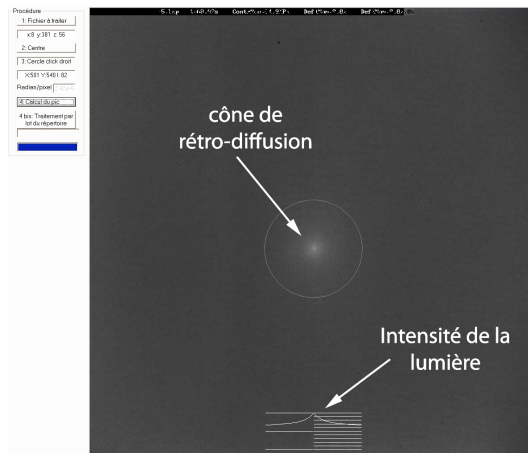 Procédure
1: Fichier à traiter
x:8 y:381 z:56
2: Centre
3: Cercle click droit
X:501 Y:540 I:82
Radian/pixel
4: Calcul du pic
4 bis: Traitement par
lot du répertoire
cône de
rétro-diffusion
Intensité de la
lumière